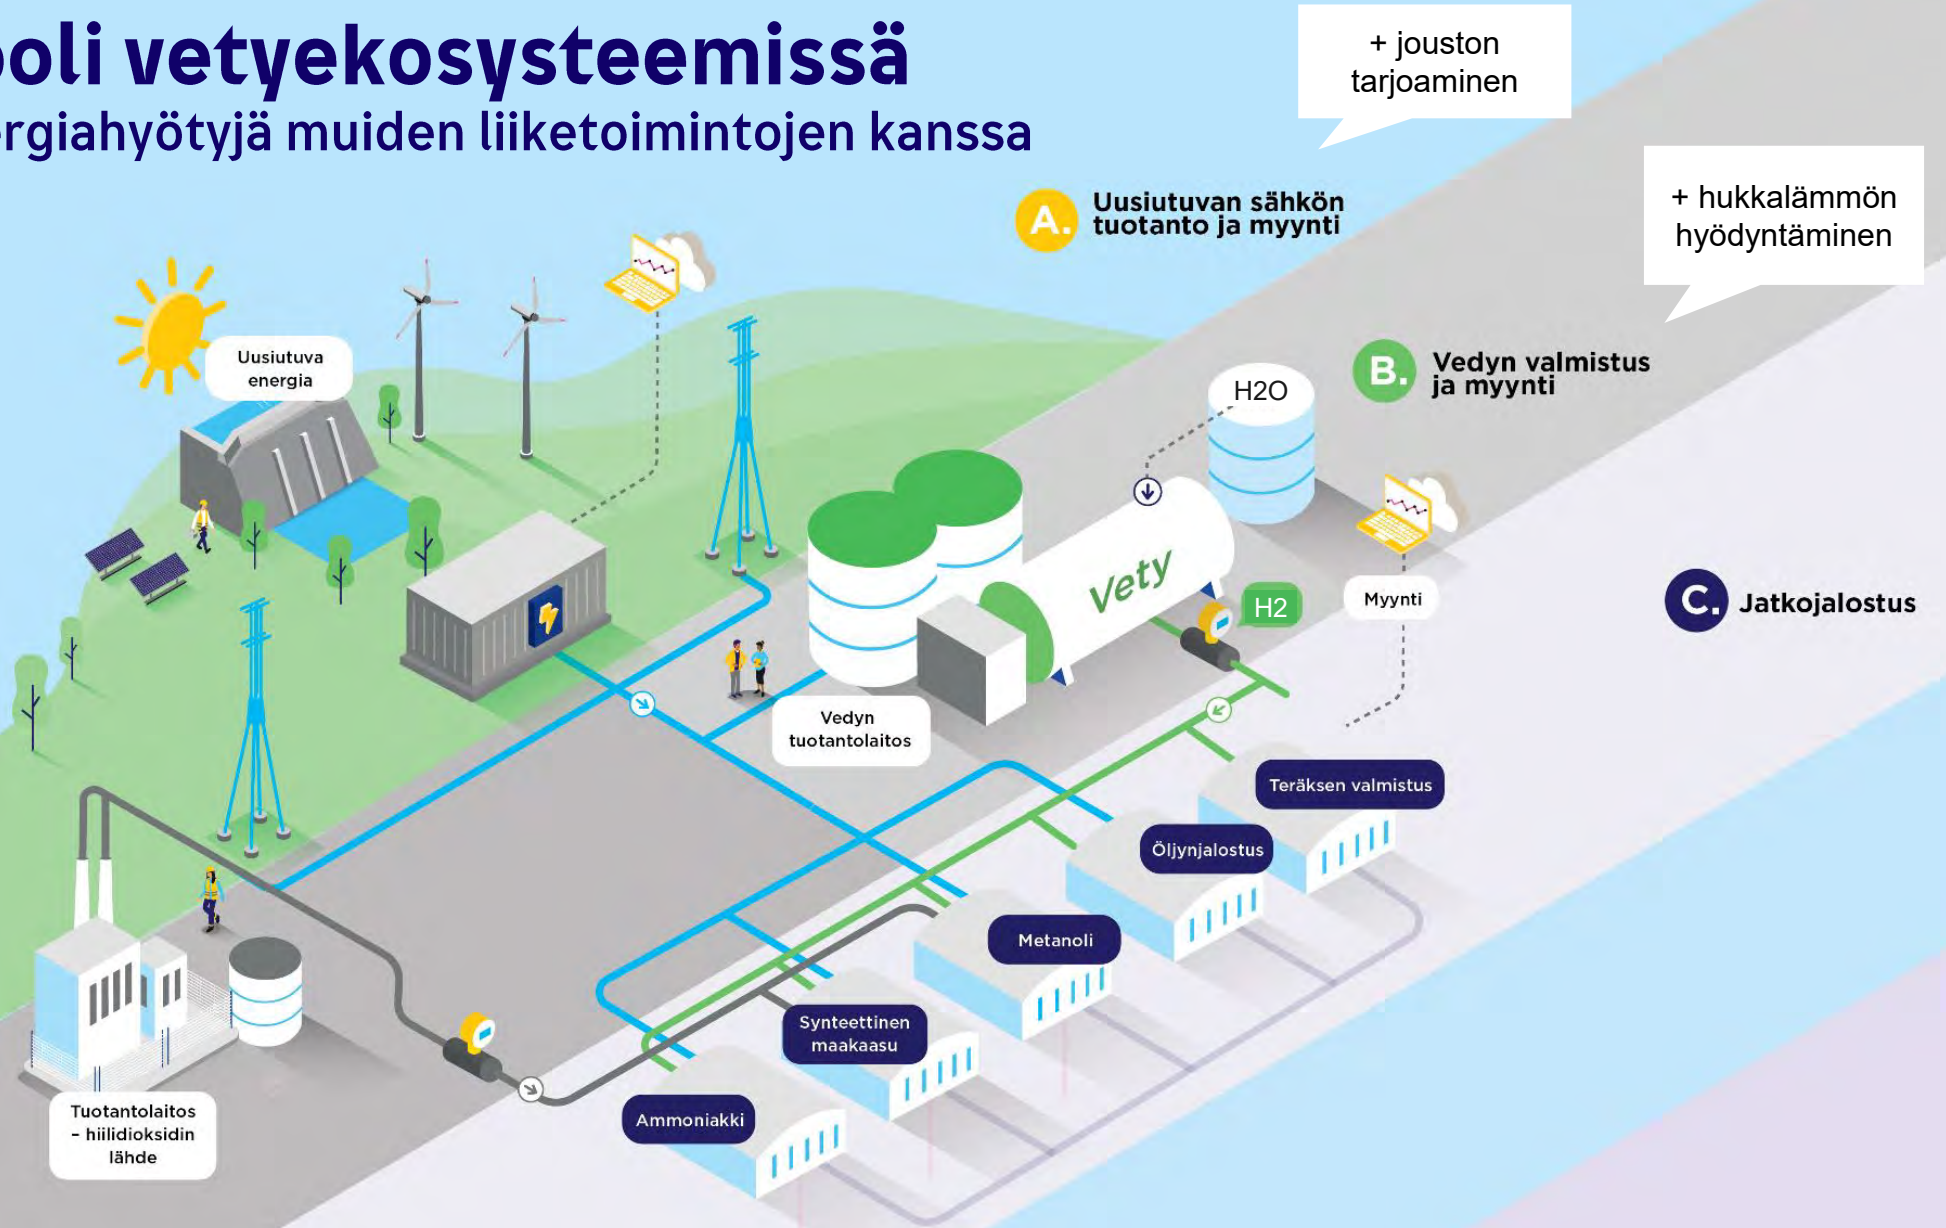 oli vetyekosysteemissä
rgiahyötyjä muiden liiketoimintojen kanssa
+ jouston
tarjoaminen
+ hukkalämmön
hyödyntäminen
A. Uusiutuvan sähkön
tuotanto ja myynti
B. Vedyn valmistus
ja myynti
C. Jatkojalostus
Uusiutuva
energia
H2O
Vety
H2
Myynti
Vedyn
tuotantolaitos
Teräksen valmistus
Öljynjalostus
Metanoli
Synteettinen
maakaasu
Ammoniakki
Tuotantolaitos
– hiilidioksidin
lähde